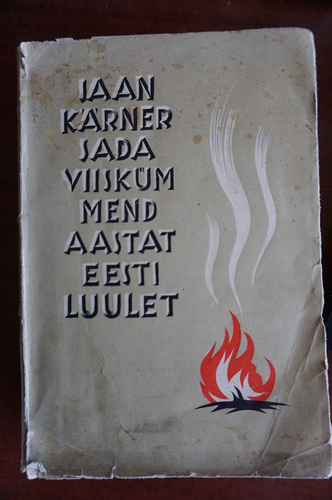 JAAN
KÄRNER
SADA
VIISKÜM
MEND
AASTAT
EESTI
LUULET